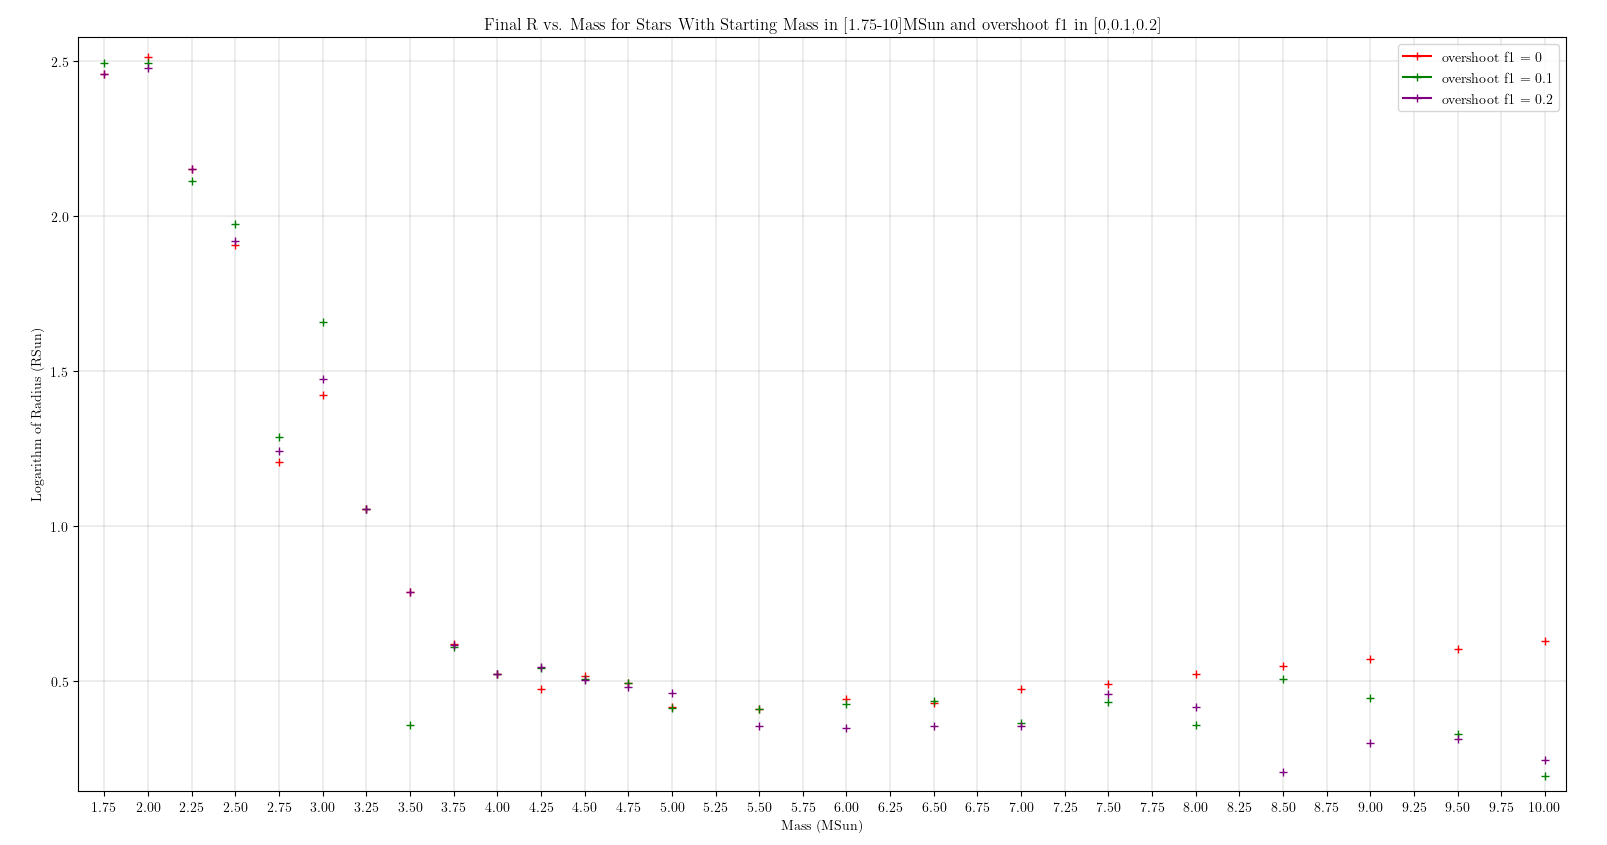 Final R vs. Mass for Stars With Starting Mass in [1.75-10]MSun and overshoot f1 in [0,0.1,0.2]
overshoot f1 = 0
overshoot f1 = 0.1
overshoot f1 = 0.2
Logarithm of Radius (RSun)
2.5
2.0
1.5
1.0
0.5
1.75 2.00 2.25 2.50 2.75 3.00 3.25 3.50 3.75 4.00 4.25 4.50 4.75 5.00 5.25 5.50 5.75 6.00 6.25 6.50 6.75 7.00 7.25 7.50 7.75 8.00 8.25 8.50 8.75 9.00 9.25 9.50 9.75 10.00
Mass (MSun)